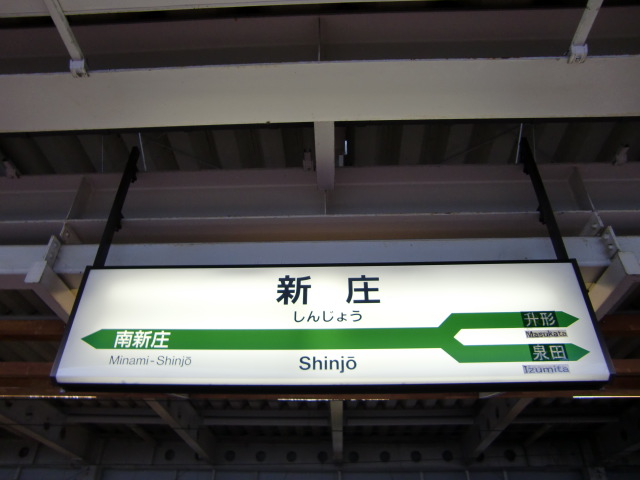 新庄
しんじょう
Shinjō
南新庄
Minami-Shinjō
升形
Masukata
泉田
Izumita